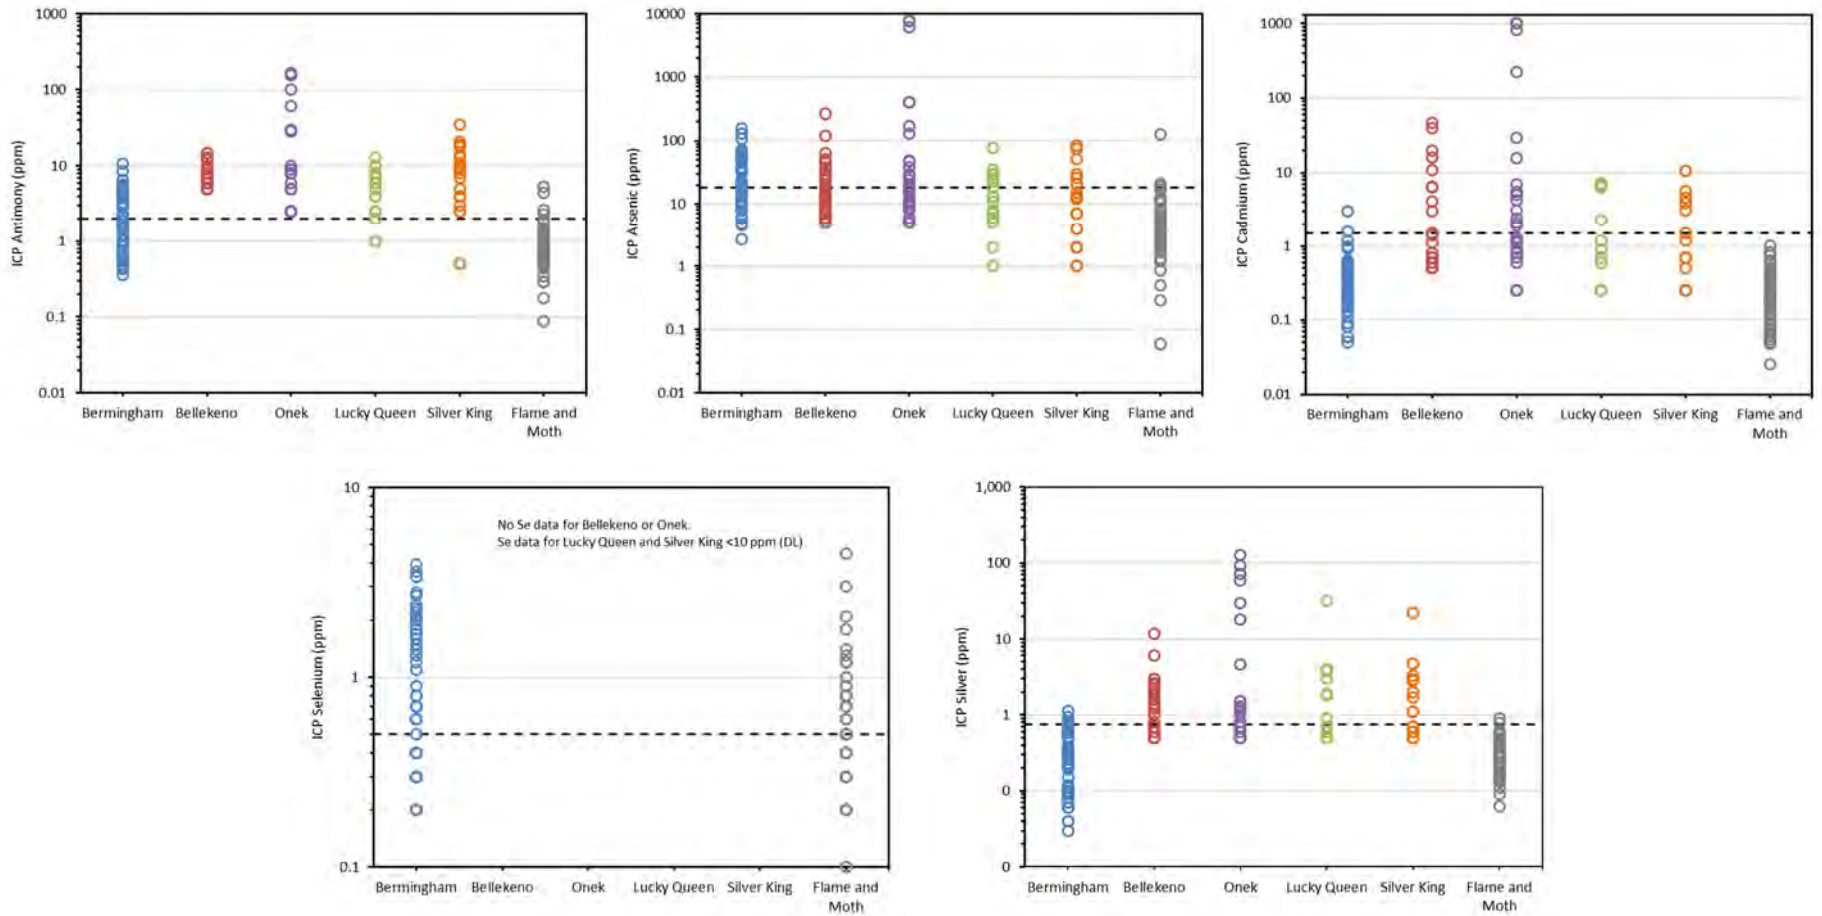 1000
100
10
1
0.1
0.01
ICP Antimony (ppm)
Bermingham Bellekeno Onek Lucky Queen Silver King Flame and
Moth
10000
1000
100
10
1
0.1
0.01
ICP Arsenic (ppm)
Bermingham Bellekeno Onek Lucky Queen Silver King Flame and
Moth
1000
100
10
1
0.1
0.01
ICP Cadmium (ppm)
Bermingham Bellekeno Onek Lucky Queen Silver King Flame and
Moth
10
1
0.1
ICP Selenium (ppm)
No Se data for Bellekeno or Onek.
Se data for Lucky Queen and Silver King <10 ppm (DL)
Bermingham Bellekeno Onek Lucky Queen Silver King Flame and
Moth
1,000
100
10
1
0
0
ICP Silver (ppm)
Bermingham Bellekeno Onek Lucky Queen Silver King Flame and
Moth